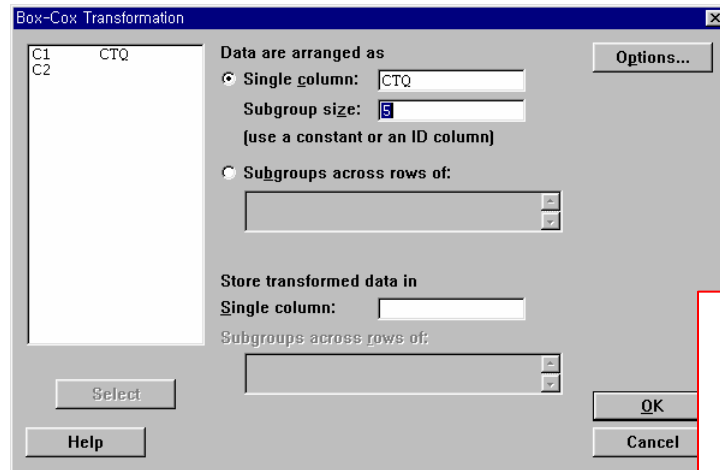 Box-Cox Transformation
C1 CTQ
C2
Data are arranged as
Single column: CTQ
Subgroup size: 5
(use a constant or an ID column)
Subgroups across rows of:
Store transformed data in
Single column:
Subgroups across rows of:
Options...
Select
Help
OK
Cancel